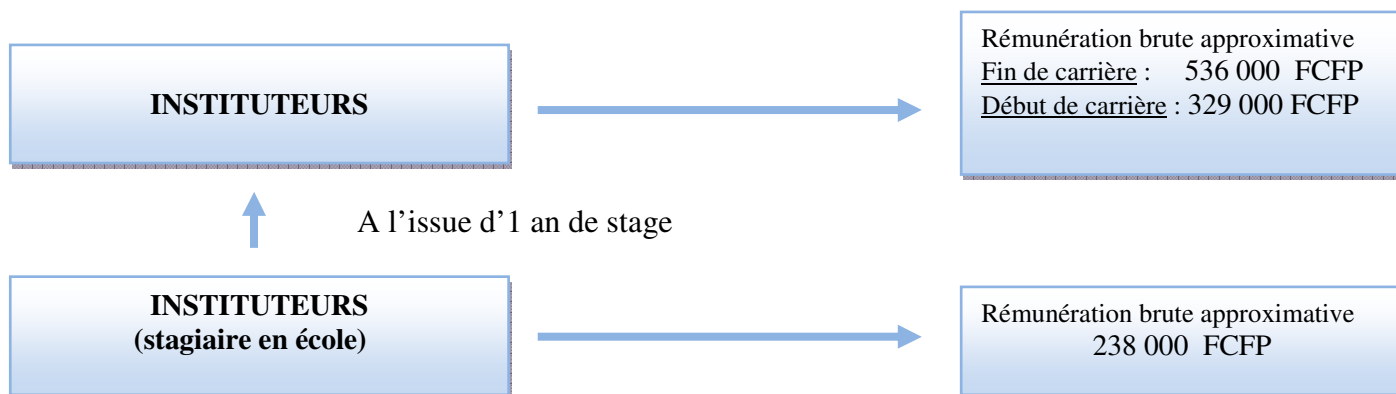 INSTITUTEURS
Rémunération brute approximative
Fin de carrière : 536 000 FCFP
Début de carrière : 329 000 FCFP
A l’issue d’1 an de stage
INSTITUTEURS
(stagiaire en école)
Rémunération brute approximative
238 000 FCFP